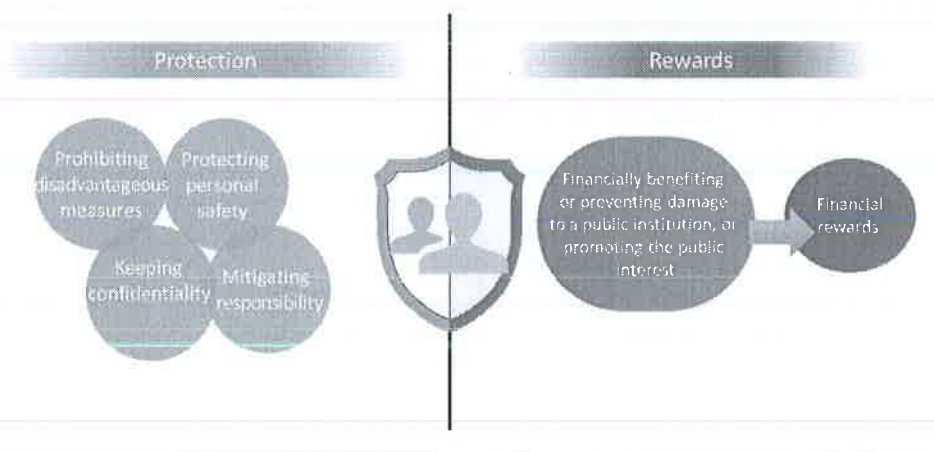 Protection
Prohibiting
disadvantageous
measures
Protecting
personal
safety
Keeping
confidentiality
Mitigating
responsibility
Rewards
Financially benefiting
or preventing damage
to a public institution, or
promoting the public
interest
Financial
rewards